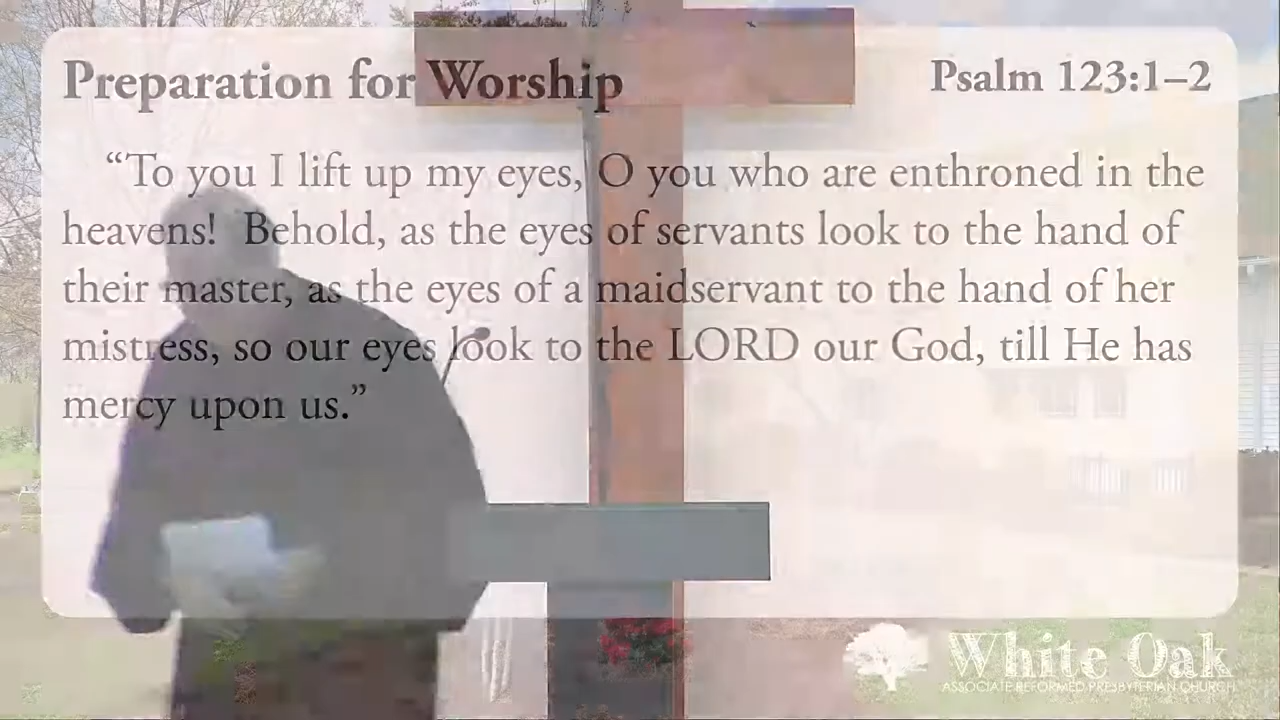 Preparation for Worship
Psalm 123:1–2
“To you I lift up my eyes, O you who are enthroned in the
heavens! Behold, as the eyes of servants look to the hand of
their master, as the eyes of a maidservant to the hand of her
mistress, so our eyes look to the LORD our God, till He has
mercy upon us.”
White Oak
ASSOCIATE REFORMED PRESBYTERIAN CHURCH